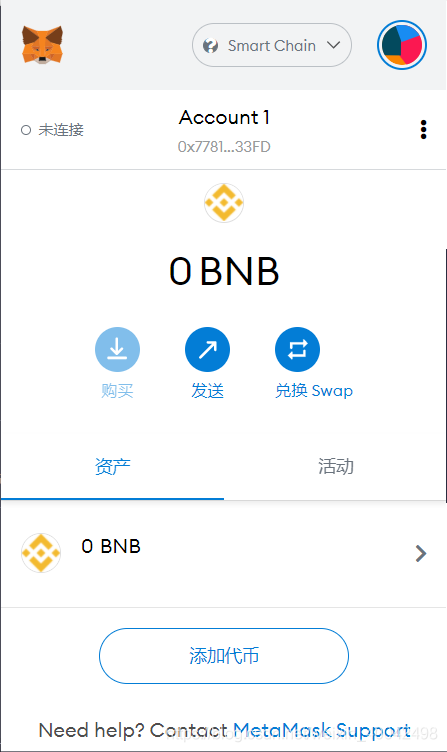 Smart Chain
未连接
Account 1
0x7781...33FD
0 BNB
购买
发送
兑换 Swap
资产
活动
0 BNB
添加代币
Need help? Contact MetaMask Support